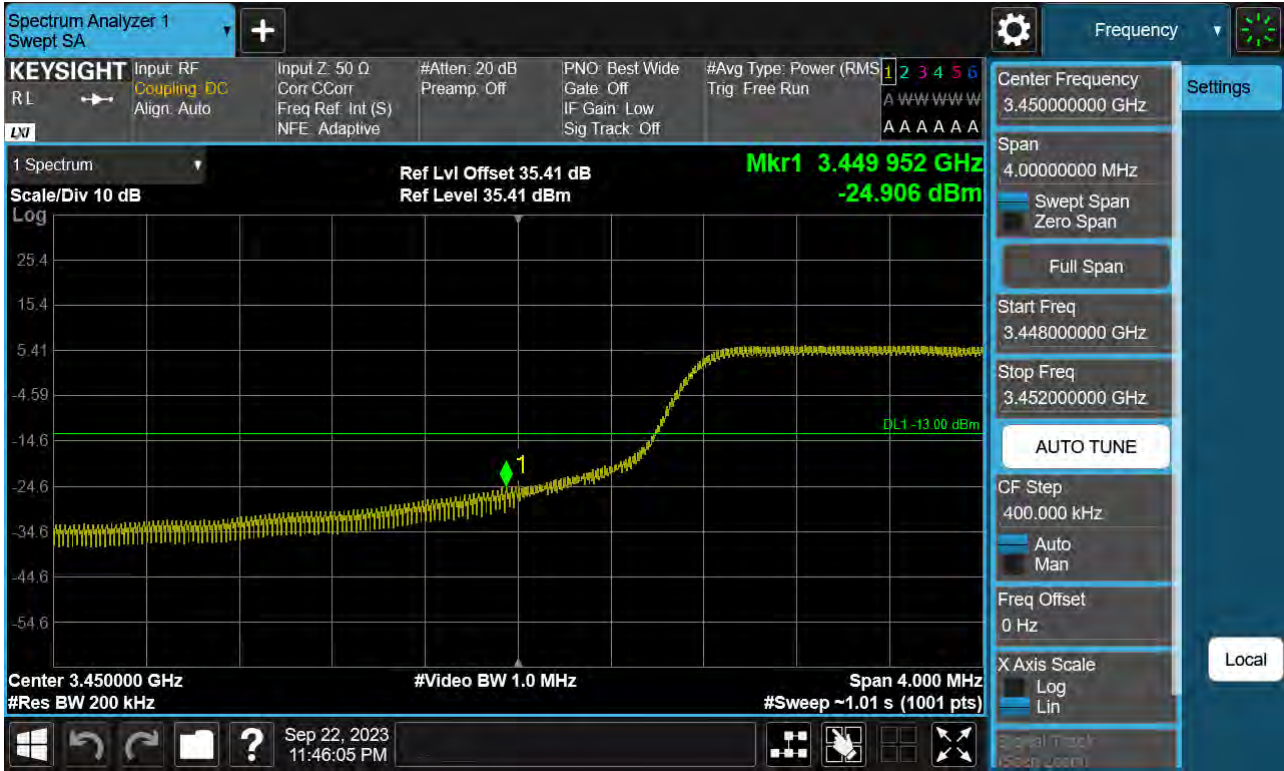 Spectrum Analyzer 1
Swept SA
+
Frequency
KEYSIGHT
RL
LXI
Input: RF
Coupling: DC
Align: Auto
Input Z: 50 Ω
Corr CCorr
Freq Ref: Int (S)
NFE: Adaptive
#Atten: 20 dB
Preamp: Off
PNO: Best Wide
Gate: Off
IF Gain: Low
Sig Track: Off
#Avg Type: Power (RMS
Trig: Free Run
1 2 3 4 5 6
A W W W W W
A A A A A A
1 Spectrum
Scale/Div 10 dB
Log
Ref Lvl Offset 35.41 dB
Ref Level 35.41 dBm
Mkr1 3.449 952 GHz
-24.906 dBm
25.4
15.4
5.41
-4.59
-14.6
-24.6
-34.6
-44.6
-54.6
DL1 -13.00 dBm
1
Center 3.450000 GHz
#Res BW 200 kHz
#Video BW 1.0 MHz
Span 4.000 MHz
#Sweep ~1.01 s (1001 pts)
Center Frequency
3.450000000 GHz
Settings
Span
4.00000000 MHz
Swept Span
Zero Span
Full Span
Start Freq
3.448000000 GHz
Stop Freq
3.452000000 GHz
AUTO TUNE
CF Step
400.000 kHz
Auto
Man
Freq Offset
0 Hz
X Axis Scale
Log
Lin
Local
Signal Track
(Span Zoom)
?
Sep 22, 2023
11:46:05 PM